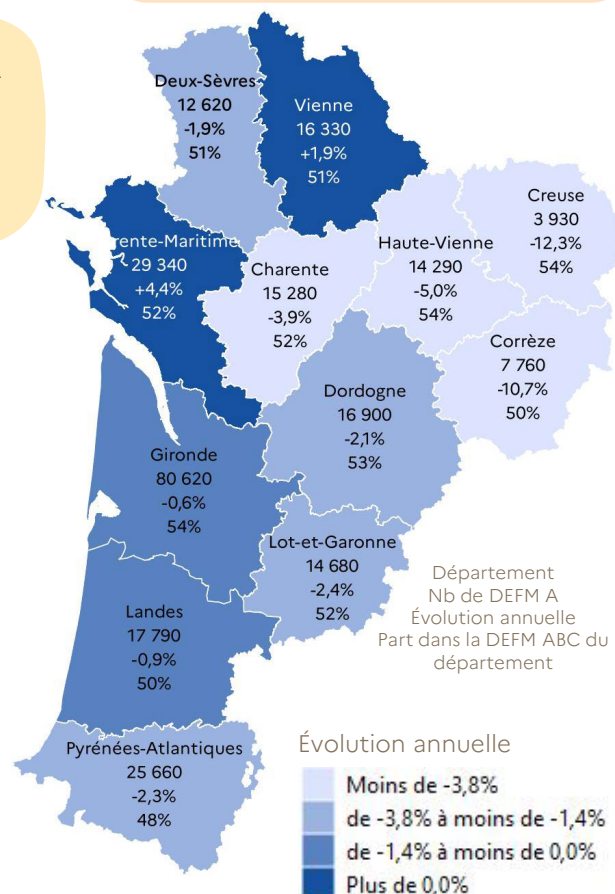 Deux-Sèvres
12 620
-1,9%
51%
Vienne
16 330
+1,9%
51%
Creuse
3 930
-12,3%
54%
Haute-Vienne
14 290
-5,0%
54%
rente-Maritime
29 340
+4,4%
52%
Charente
15 280
-3,9%
52%
Corrèze
7 760
-10,7%
50%
Dordogne
16 900
-2,1%
53%
Gironde
80 620
-0,6%
54%
Lot-et-Garonne
14 680
-2,4%
52%
Landes
17 790
-0,9%
50%
Pyrénées-Atlantiques
25 660
-2,3%
48%
Département
Nb de DEFM A
Évolution annuelle
Part dans la DEFM ABC du
département
Évolution annuelle
Moins de -3,8%
de -3,8% à moins de -1,4%
de -1,4% à moins de 0,0%
Plus de 0,0%